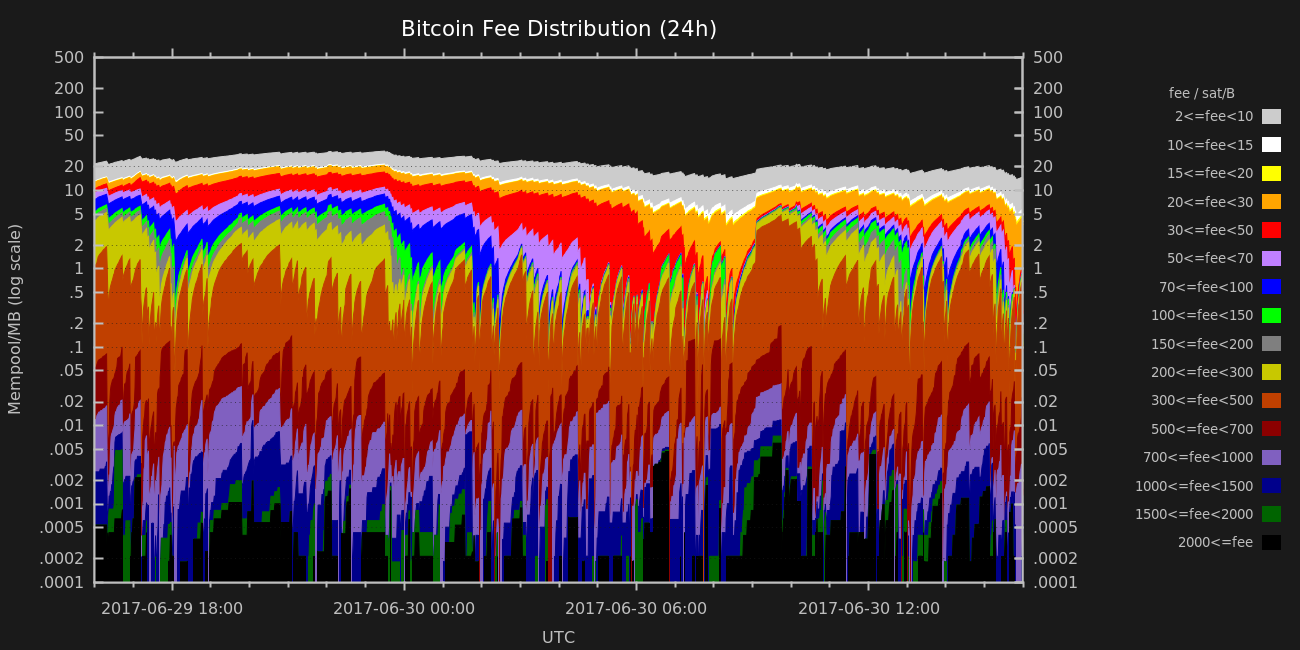 Bitcoin Fee Distribution (24h)
500 500
200 200
100 100
50 50
20 20
10 10
5 5
2 2
1 1
.5 .5
.2 .2
.1 .1
.05 .05
.02 .02
.01 .01
.005 .005
.002 .002
.001 .001
.0005 .0005
.0002 .0002
.0001 .0001
Mempool/MB (log scale)
2017-06-29 18:00 2017-06-30 00:00 2017-06-30 06:00 2017-06-30 12:00
UTC
fee / sat/B
2<=fee<10
10<=fee<15
15<=fee<20
20<=fee<30
30<=fee<50
50<=fee<70
70<=fee<100
100<=fee<150
150<=fee<200
200<=fee<300
300<=fee<500
500<=fee<700
700<=fee<1000
1000<=fee<1500
1500<=fee<2000
2000<=fee